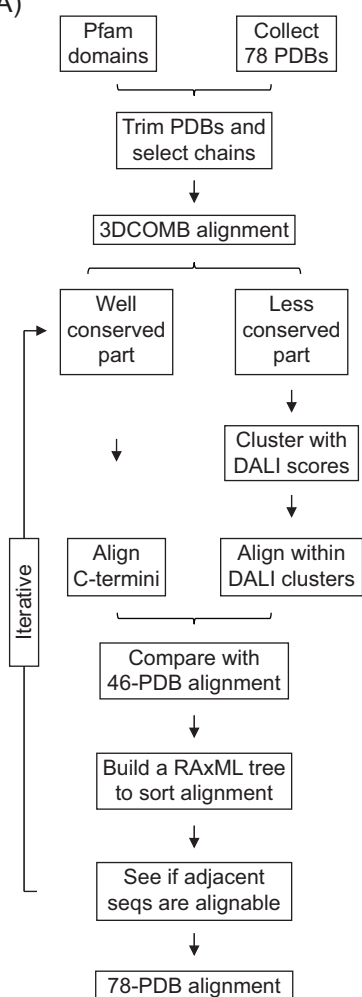 A)
Pfam
domains
Collect
78 PDBs
Trim PDBs and
select chains
3DCOMB alignment
Well
conserved
part
Less
conserved
part
Cluster with
DALI scores
Align
C-termini
Align within
DALI clusters
Iterative
Compare with
46-PDB alignment
Build a RAxML tree
to sort alignment
See if adjacent
seqs are alignable
78-PDB alignment